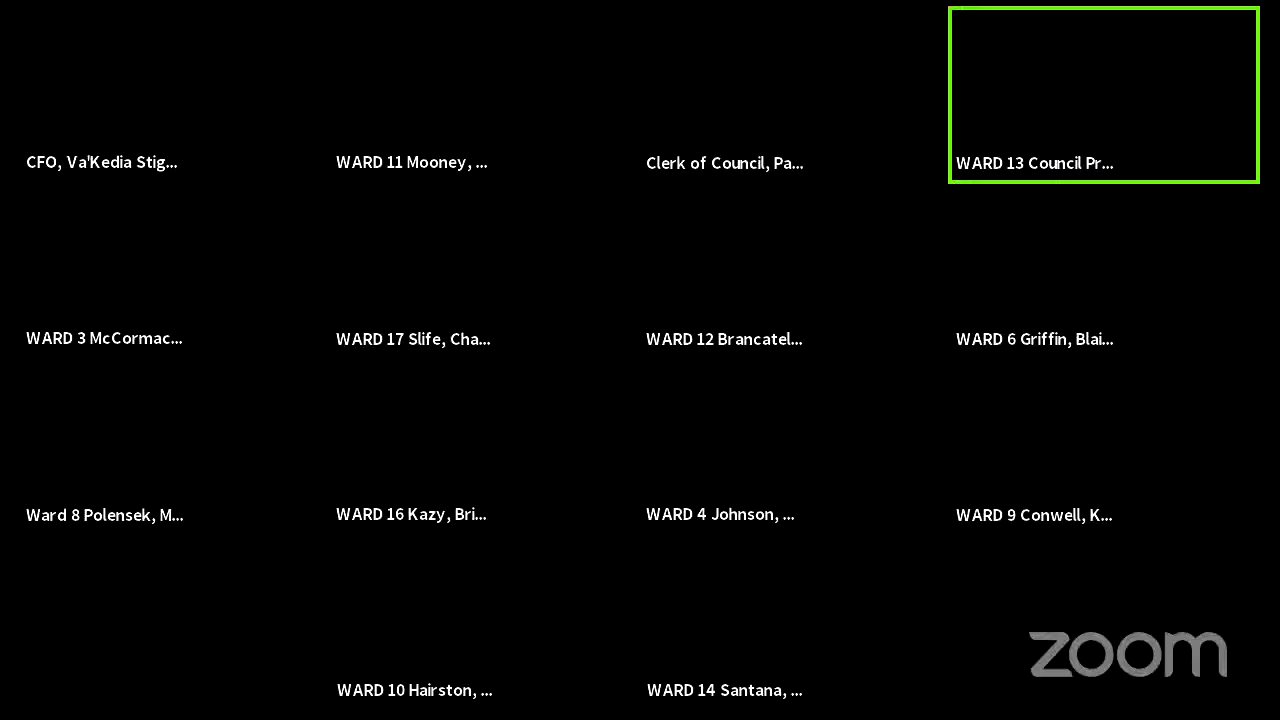 CFO, Va'Kedia Stig...
WARD 11 Mooney, ...
Clerk of Council, Pa...
WARD 13 Council Pr...
WARD 3 McCormac...
WARD 17 Slife, Cha...
WARD 12 Brancatel...
WARD 6 Griffin, Blai...
Ward 8 Polensek, M...
WARD 16 Kazy, Bri...
WARD 4 Johnson, ...
WARD 9 Conwell, K...
WARD 10 Hairston, ...
WARD 14 Santana, ...
zoom